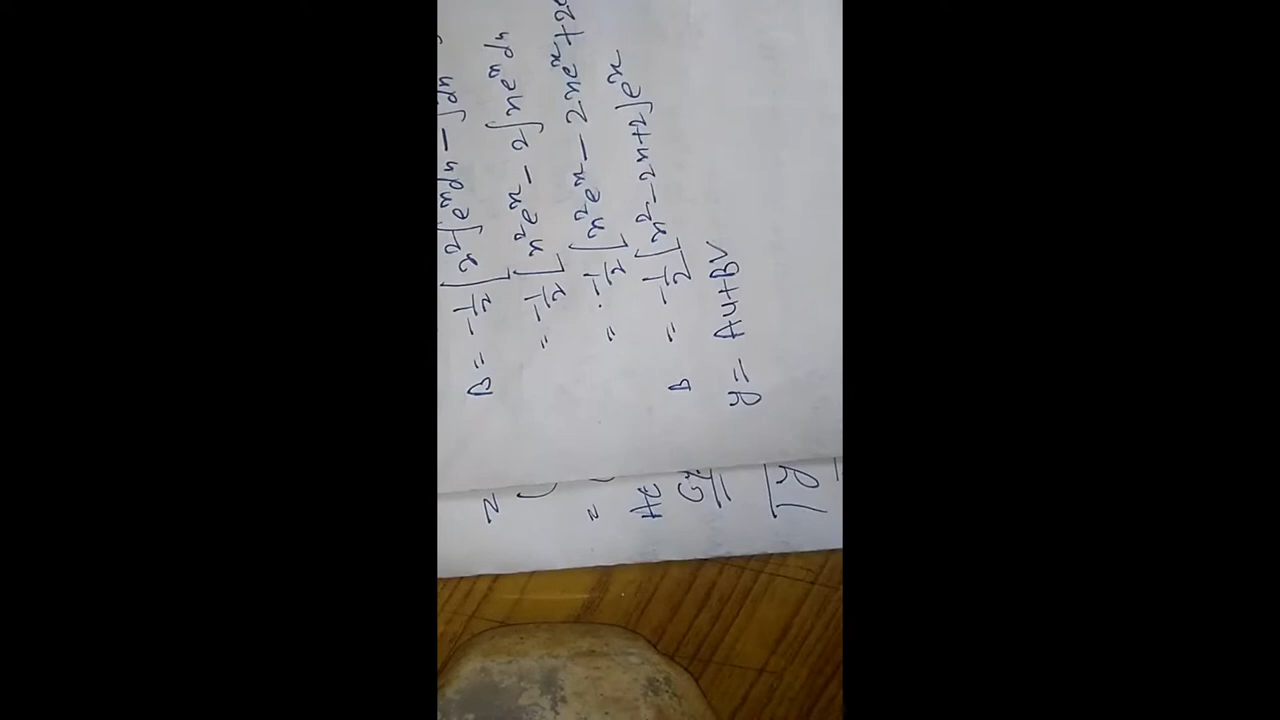 B = -1/2 [x²∫eˣdx - ∫dx
= -1/2 [x²eˣ - 2∫xeˣdx
= -1/2 [x²eˣ - 2xeˣ + 2e
B = -1/2 [x² - 2x + 2]eˣ
y = Au + BV